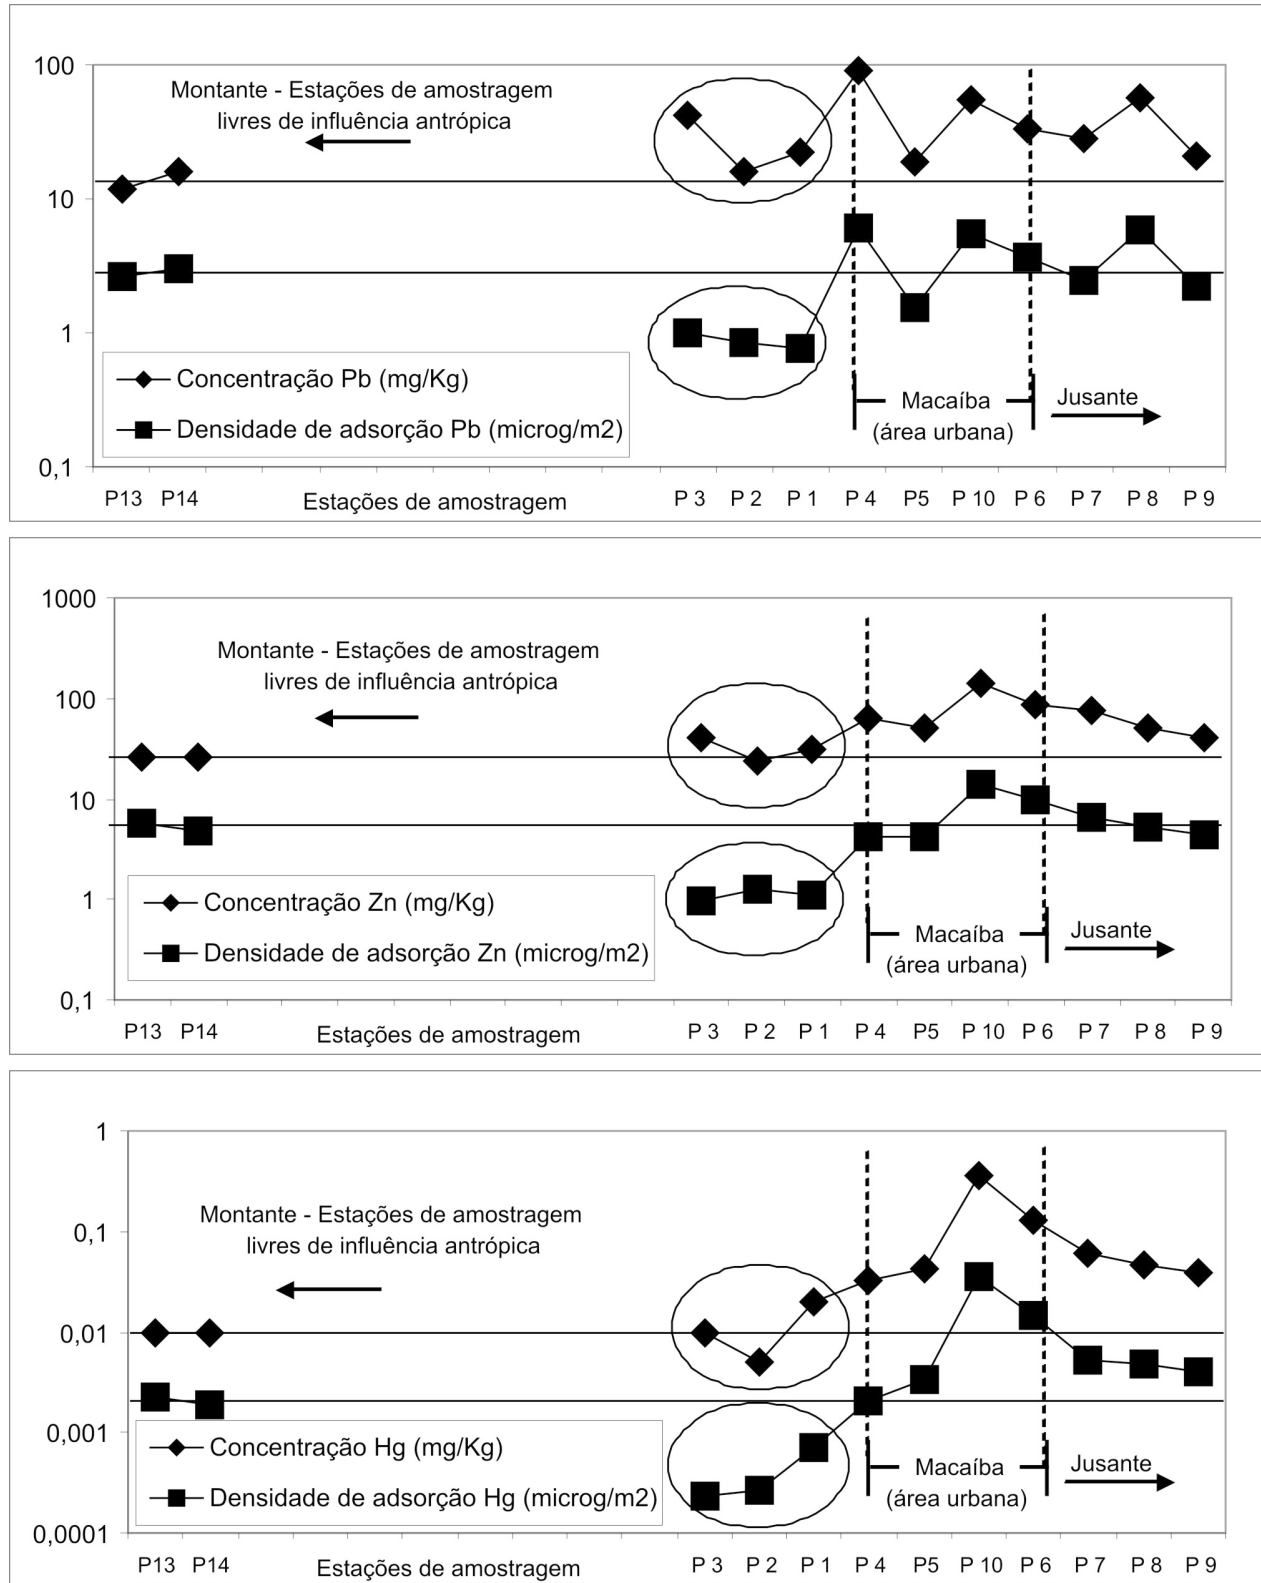 100
10
1
0,1
Montante - Estações de amostragem
livres de influência antrópica
Concentração Pb (mg/Kg)
Densidade de adsorção Pb (microg/m2)
Macaíba
(área urbana)
Jusante
P13 P14 Estações de amostragem P 3 P 2 P 1 P 4 P5 P 10 P 6 P 7 P 8 P 9
1000
100
10
1
0,1
Montante - Estações de amostragem
livres de influência antrópica
Concentração Zn (mg/Kg)
Densidade de adsorção Zn (microg/m2)
Macaíba
(área urbana)
Jusante
P13 P14 Estações de amostragem P 3 P 2 P 1 P 4 P5 P 10 P 6 P 7 P 8 P 9
1
0,1
0,01
0,001
0,0001
Montante - Estações de amostragem
livres de influência antrópica
Concentração Hg (mg/Kg)
Densidade de adsorção Hg (microg/m2)
Macaíba
(área urbana)
Jusante
P13 P14 Estações de amostragem P 3 P 2 P 1 P 4 P5 P 10 P 6 P 7 P 8 P 9